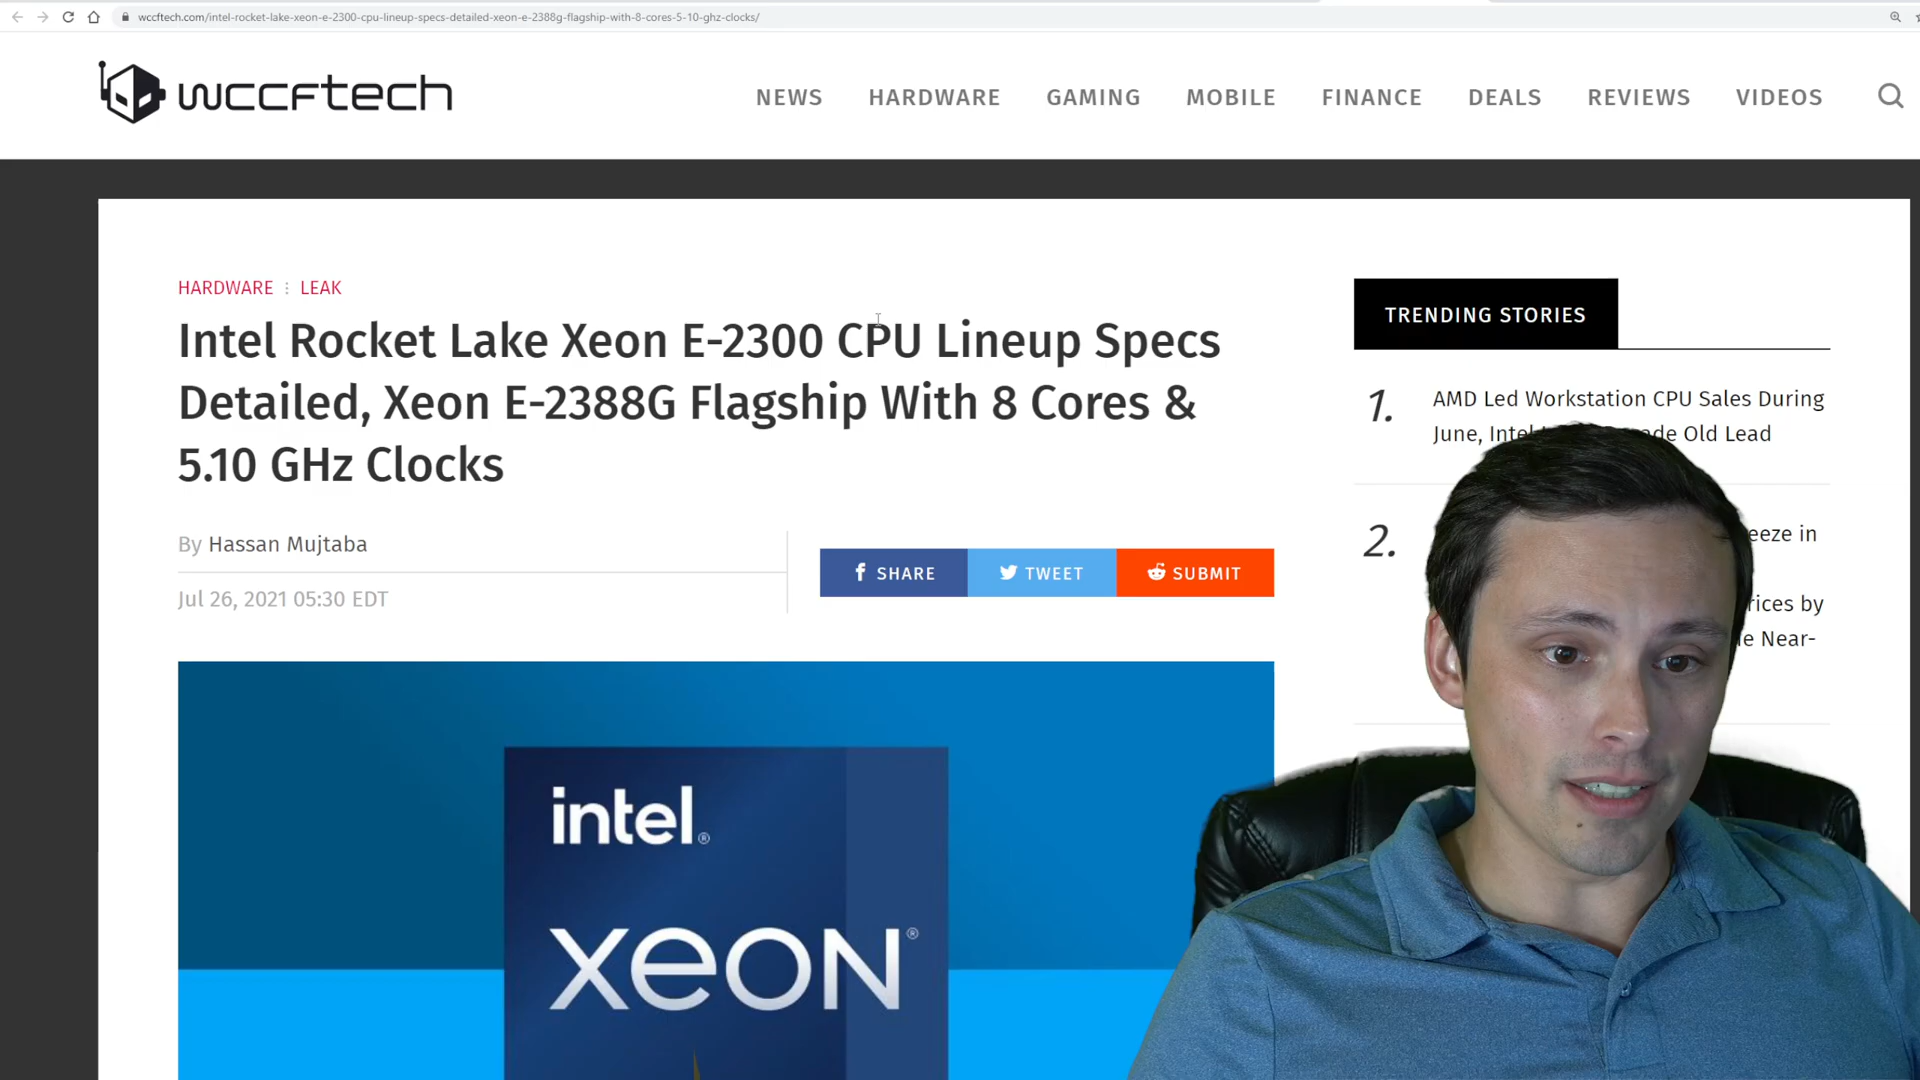 wccftech.com/intel-rocket-lake-xeon-e-2300-cpu-lineup-specs-detailed-xeon-e-2388g-flagship-with-8-cores-5-10-ghz-clocks/
wccftech
NEWS HARDWARE GAMING MOBILE FINANCE DEALS REVIEWS VIDEOS
HARDWARE LEAK
Intel Rocket Lake Xeon E-2300 CPU Lineup Specs
Detailed, Xeon E-2388G Flagship With 8 Cores &
5.10 GHz Clocks
By Hassan Mujtaba
Jul 26, 2021 05:30 EDT
SHARE TWEET SUBMIT
intel®
xeon®
TRENDING STORIES
1. AMD Led Workstation CPU Sales During
June, Old Lead
2. in
by
Near-